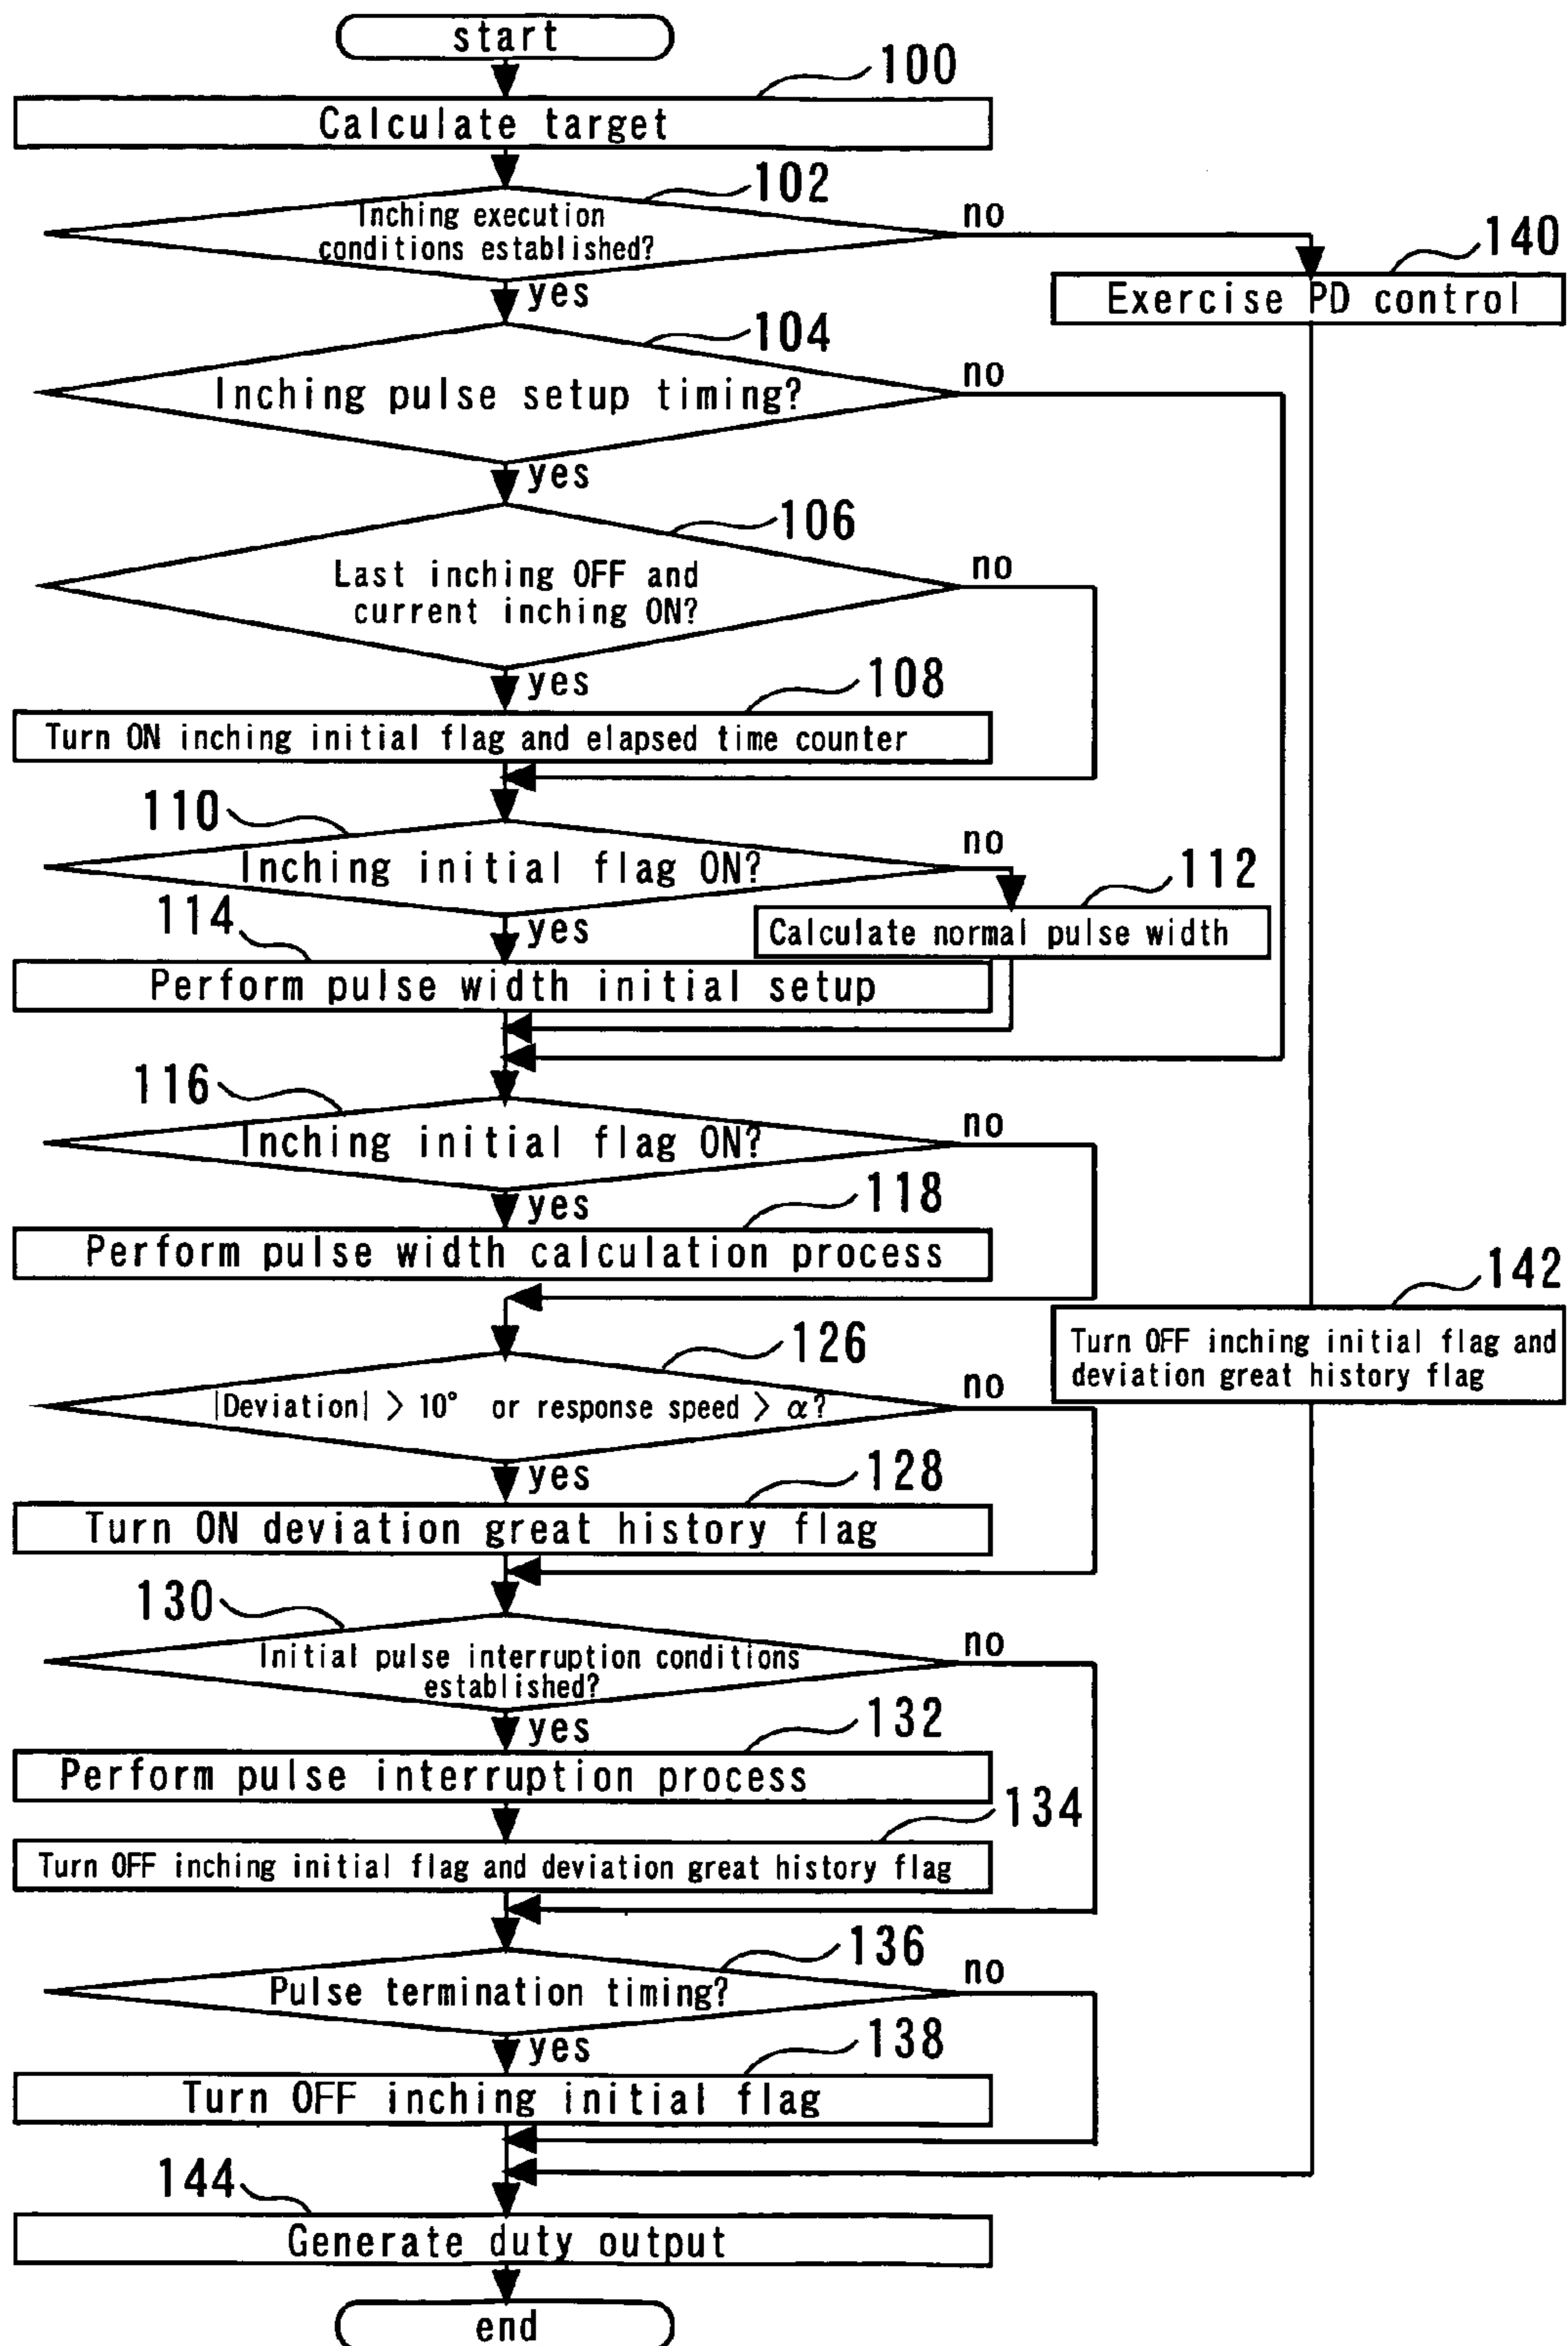 start
100
Calculate target
102
Inching execution
conditions established?
no
yes
140
Exercise PD control
104
Inching pulse setup timing?
no
yes
106
Last inching OFF and
current inching ON?
no
yes
108
Turn ON inching initial flag and elapsed time counter
110
Inching initial flag ON?
no
yes
112
Calculate normal pulse width
114
Perform pulse width initial setup
116
Inching initial flag ON?
no
yes
118
Perform pulse width calculation process
142
Turn OFF inching initial flag and
deviation great history flag
126
|Deviation| > 10° or response speed > α?
no
yes
128
Turn ON deviation great history flag
130
Initial pulse interruption conditions
established?
no
yes
132
Perform pulse interruption process
134
Turn OFF inching initial flag and deviation great history flag
136
Pulse termination timing?
no
yes
138
Turn OFF inching initial flag
144
Generate duty output
end